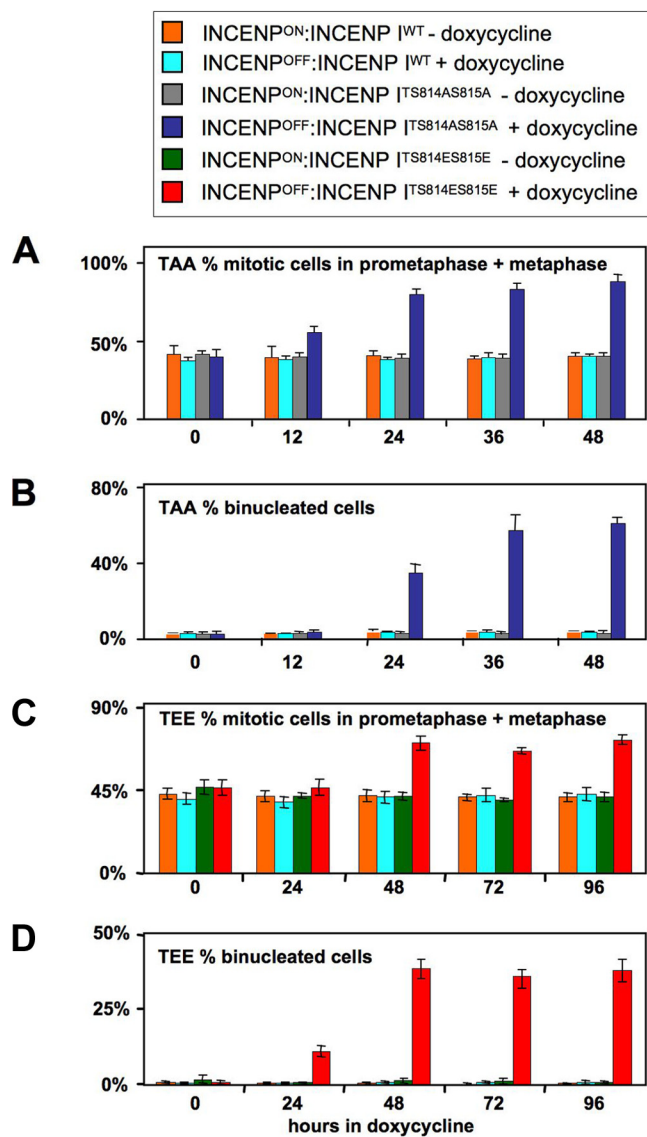 INCENPᴼᴺ:INCENP Iᵂᵀ - doxycycline
INCENPᴼᶠᶠ:INCENP Iᵂᵀ + doxycycline
INCENPᴼᴺ:INCENP Iᵀˢ⁸¹⁴ᴬˢ⁸¹⁵ᴬ - doxycycline
INCENPᴼᶠᶠ:INCENP Iᵀˢ⁸¹⁴ᴬˢ⁸¹⁵ᴬ + doxycycline
INCENPᴼᴺ:INCENP Iᵀˢ⁸¹⁴ᴱˢ⁸¹⁵ᴱ - doxycycline
INCENPᴼᶠᶠ:INCENP Iᵀˢ⁸¹⁴ᴱˢ⁸¹⁵ᴱ + doxycycline
A
TAA % mitotic cells in prometaphase + metaphase
100%
50%
0%
0 12 24 36 48
B
TAA % binucleated cells
80%
40%
0%
0 12 24 36 48
C
TEE % mitotic cells in prometaphase + metaphase
90%
45%
0%
0 24 48 72 96
D
TEE % binucleated cells
50%
25%
0%
0 24 48 72 96
hours in doxycycline